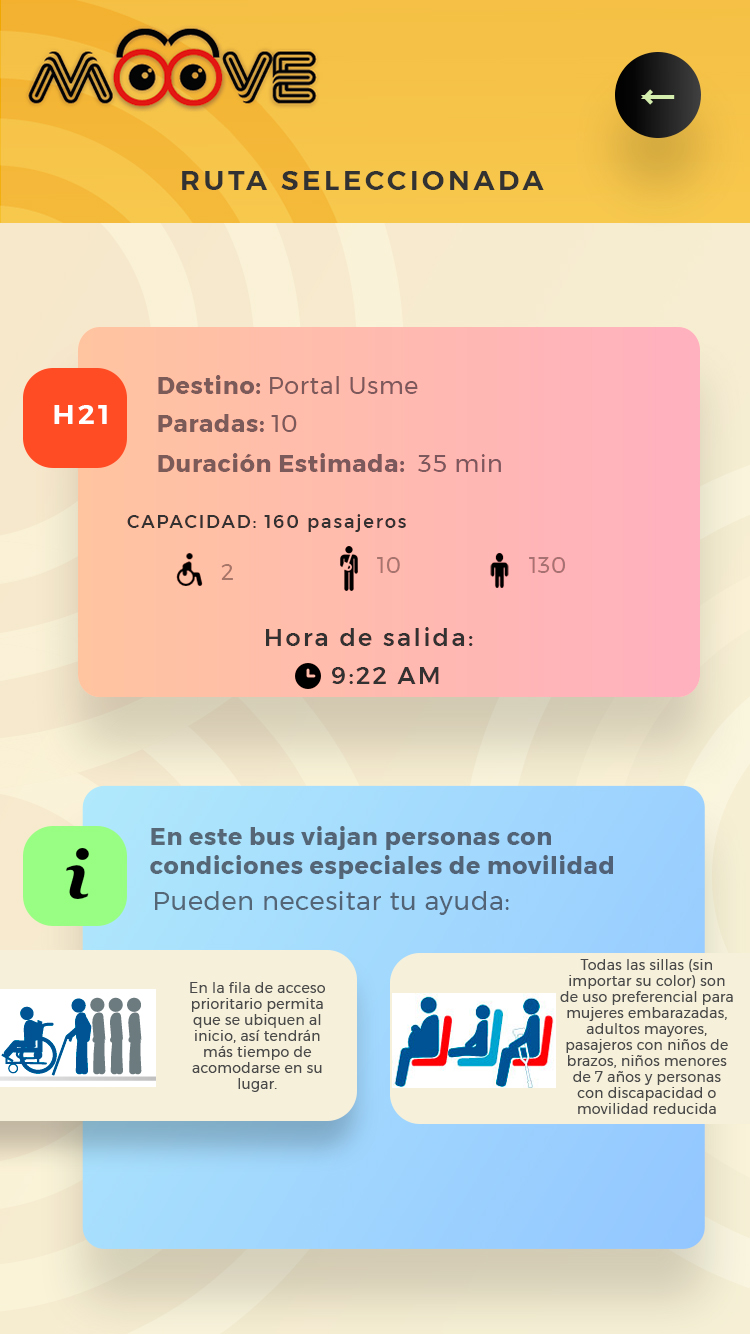 MOOVE
RUTA SELECCIONADA
H21
Destino: Portal Usme
Paradas: 10
Duración Estimada: 35 min
CAPACIDAD: 160 pasajeros
2
10
130
Hora de salida:
9:22 AM
i
En este bus viajan personas con
condiciones especiales de movilidad
Pueden necesitar tu ayuda:
En la fila de acceso
prioritario permita
que se ubiquen al
inicio, así tendrán
más tiempo de
acomodarse en su
lugar.
Todas las sillas (sin
importar su color) son
de uso preferencial para
mujeres embarazadas,
adultos mayores,
pasajeros con niños de
brazos, niños menores
de 7 años y personas
con discapacidad o
movilidad reducida